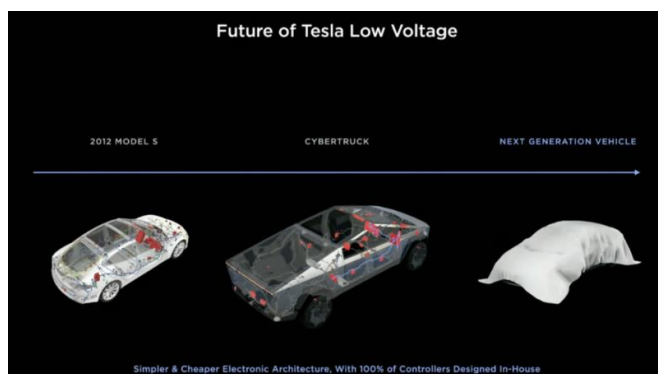 Future of Tesla Low Voltage
2012 MODEL S
CYBERTRUCK
NEXT GENERATION VEHICLE
Simpler & Cheaper Electronic Architecture, With 100% of Controllers Designed In-House